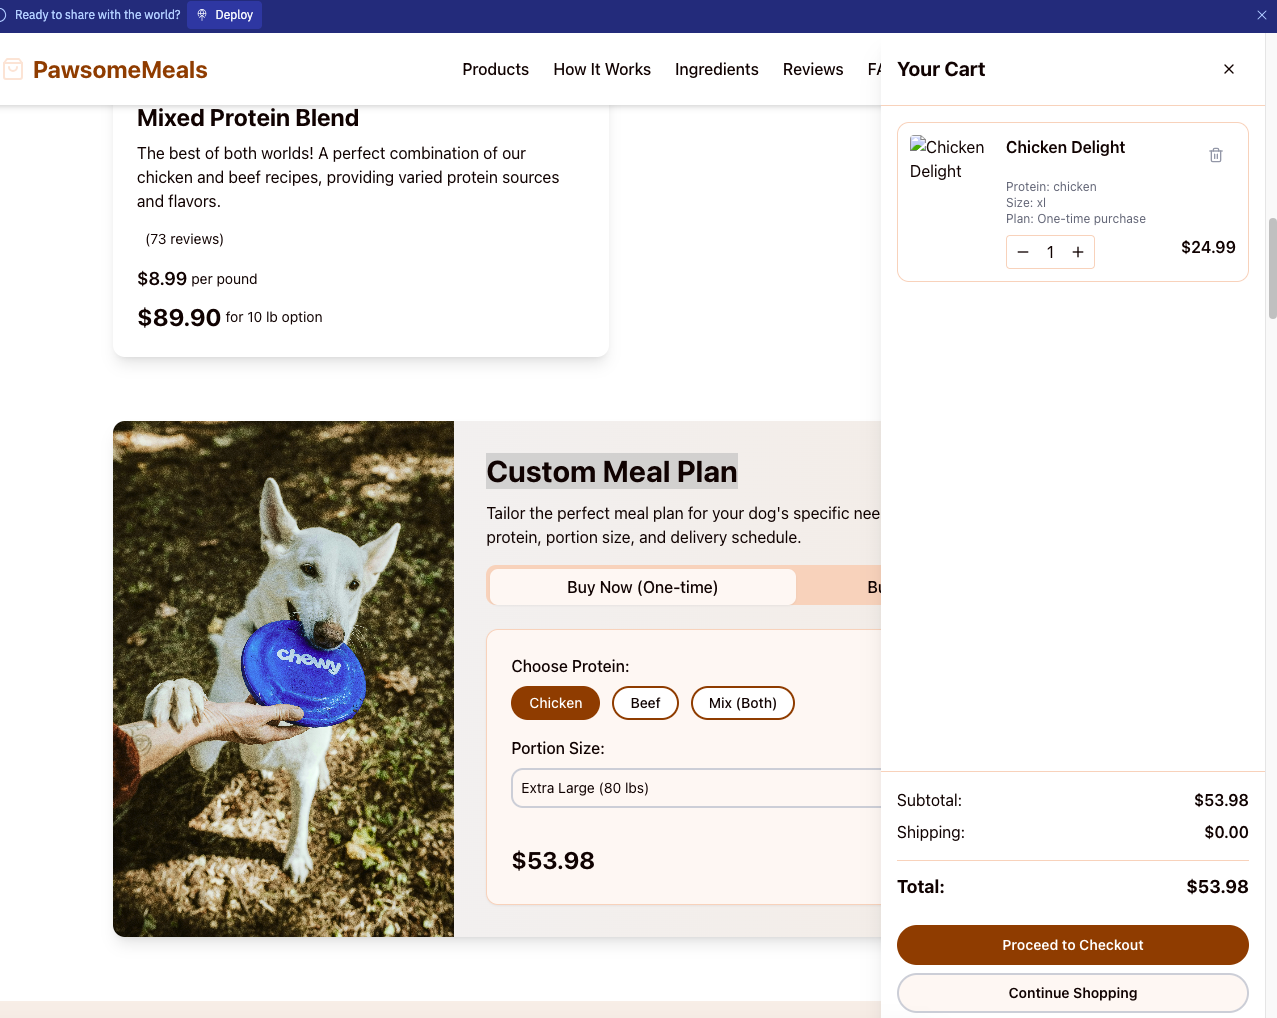 Ready to share with the world? Deploy
PawsomeMeals
Products How It Works Ingredients Reviews
Mixed Protein Blend
The best of both worlds! A perfect combination of our
chicken and beef recipes, providing varied protein sources
and flavors.
(73 reviews)
$8.99 per pound
$89.90 for 10 lb option
chewy
Custom Meal Plan
Tailor the perfect meal plan for your dog's specific
protein, portion size, and delivery schedule.
Buy Now (One-time)
Choose Protein:
Chicken Beef Mix (Both)
Portion Size:
Extra Large (80 lbs)
$53.98
Your Cart
Chicken
Delight
Chicken Delight
Protein: chicken
Size: xl
Plan: One-time purchase
1
$24.99
Subtotal: $53.98
Shipping: $0.00
Total: $53.98
Proceed to Checkout
Continue Shopping